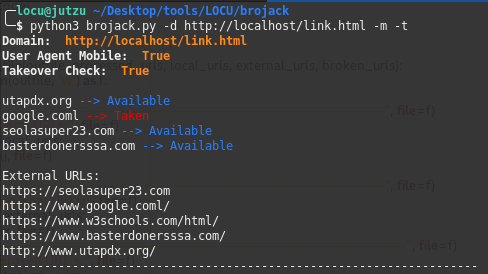 locu@jutzu ~/Desktop/tools/LOCU/brojack
$ python3 brojack.py -d http://localhost/link.html -m -t
Domain: http://localhost/link.html
User Agent Mobile: True
Takeover Check: True
utapdx.org --> Available
google.coml --> Taken
seolasuper23.com --> Available
basterdonersssa.com --> Available
External URLs:
https://seolasuper23.com
https://www.google.coml/
https://www.w3schools.com/html/
https://www.basterdonersssa.com/
http://www.utapdx.org/